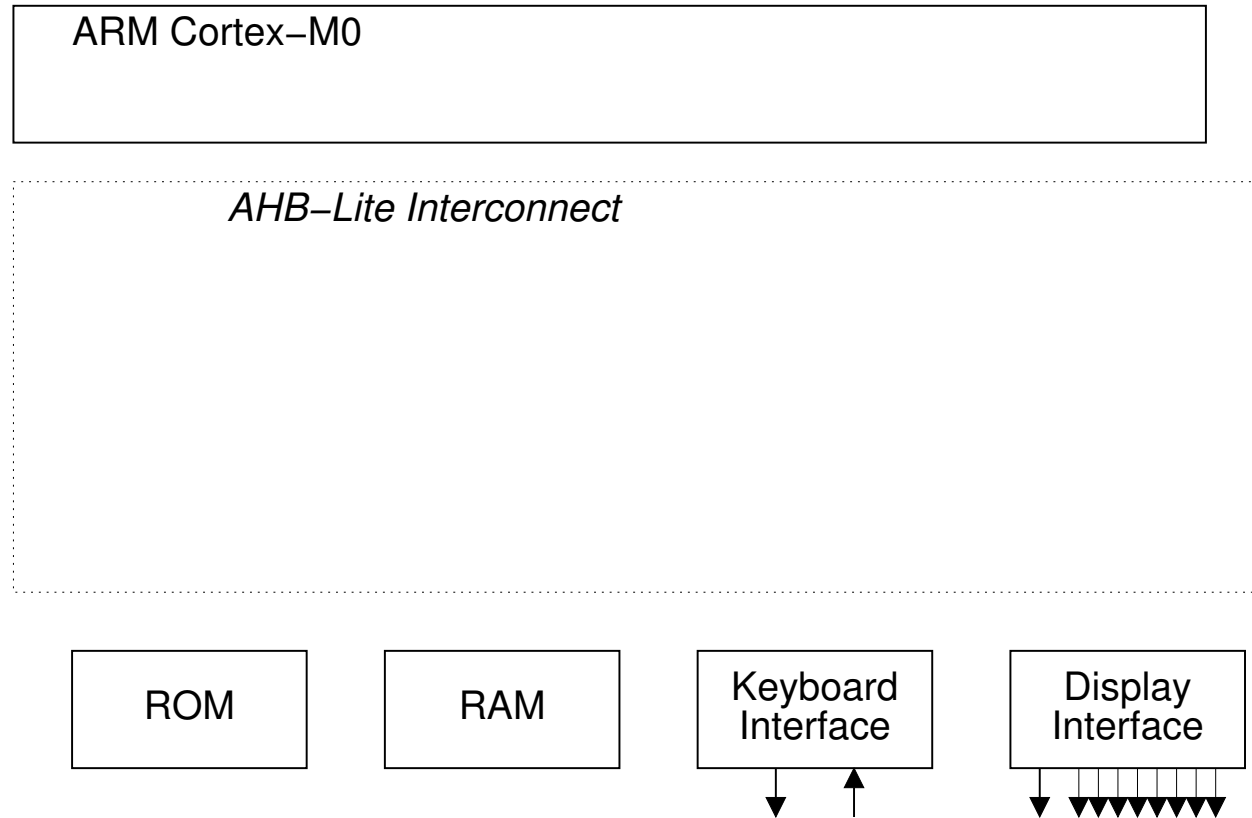 ARM Cortex−M0
AHB−Lite Interconnect
ROM
RAM
Keyboard
Interface
Display
Interface